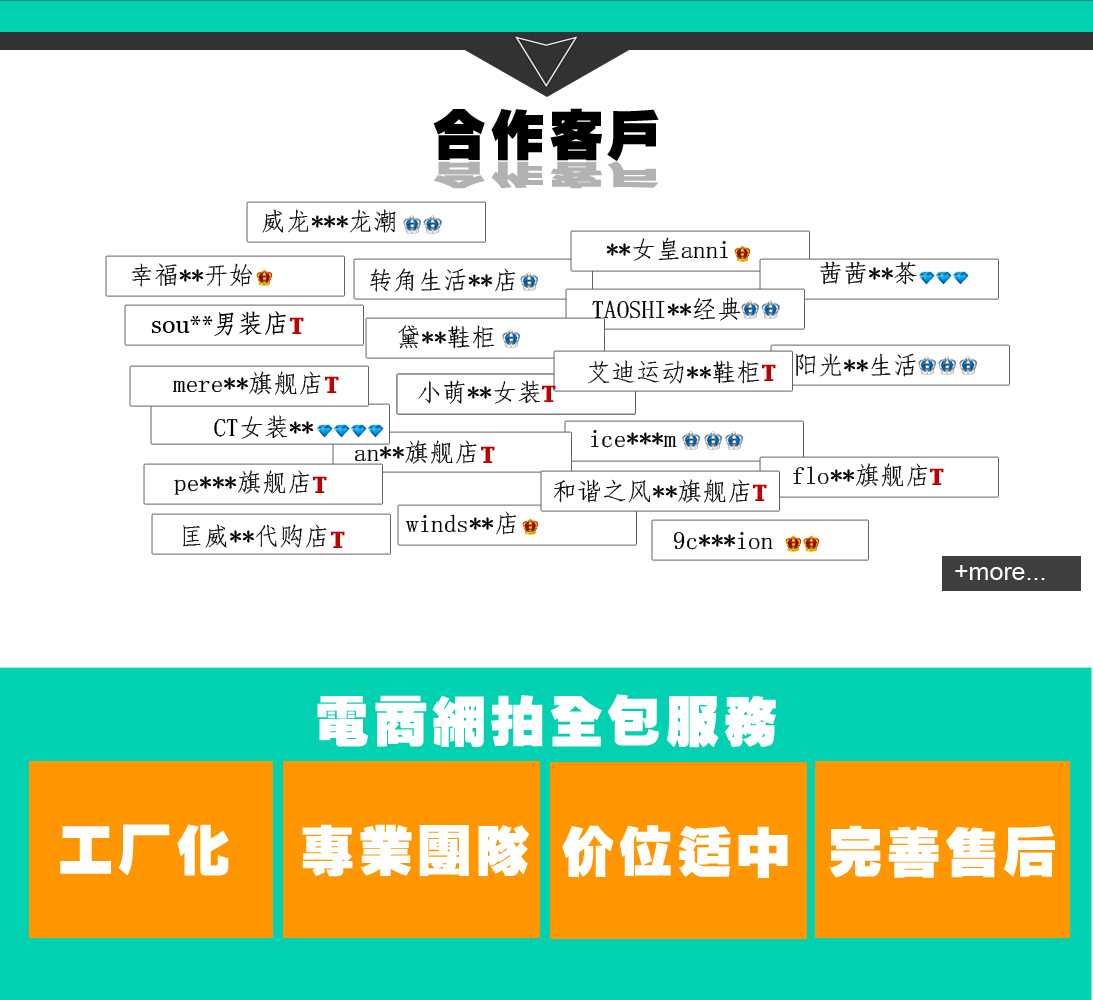 合作客戶
威龙***龙潮
**女皇anni
幸福**开始
转角生活**店
茜茜**茶
TAOSHI**经典
sou**男装店T
黛**鞋柜
阳光**生活
艾迪运动**鞋柜T
mere**旗舰店T
小萌**女装T
CT女装**
ice***m
an**旗舰店T
flo**旗舰店T
pe***旗舰店T
和谐之风**旗舰店T
winds**店
匡威**代购店T
9c***ion
+more...
電商網拍全包服務
工厂化
專業團隊
价位适中
完善售后